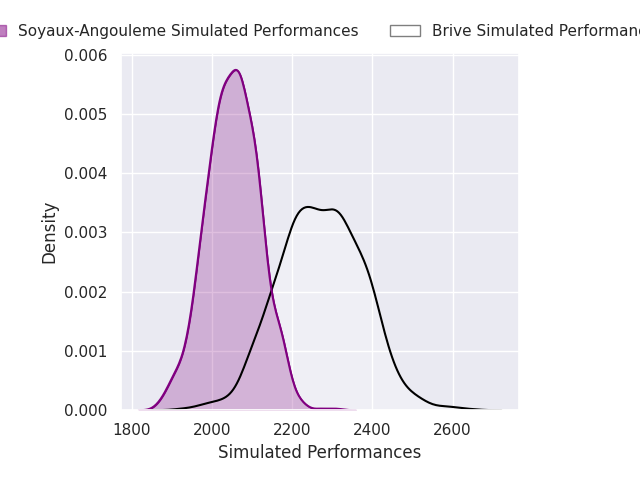 Soyaux-Angouleme Simulated Performances
Brive Simulated
0.006
0.005
0.004
0.003
0.002
0.001
0.000
Density
1800 2000 2200 2400 2600
Simulated Performances